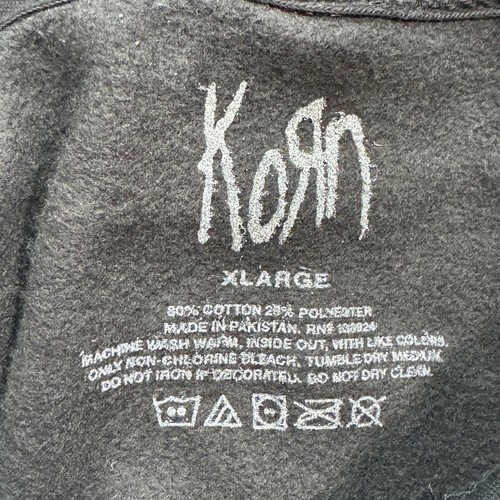 KoЯn
XLARGE
80% COTTON 20% POLYESTER
MADE IN PAKISTAN. RN#
MACHINE WASH WARM, INSIDE OUT, WITH LIKE COLORS.
ONLY NON-CHLORINE BLEACH. TUMBLE DRY MEDIUM.
DO NOT IRON IF DECORATED. DO NOT DRY CLEAN.